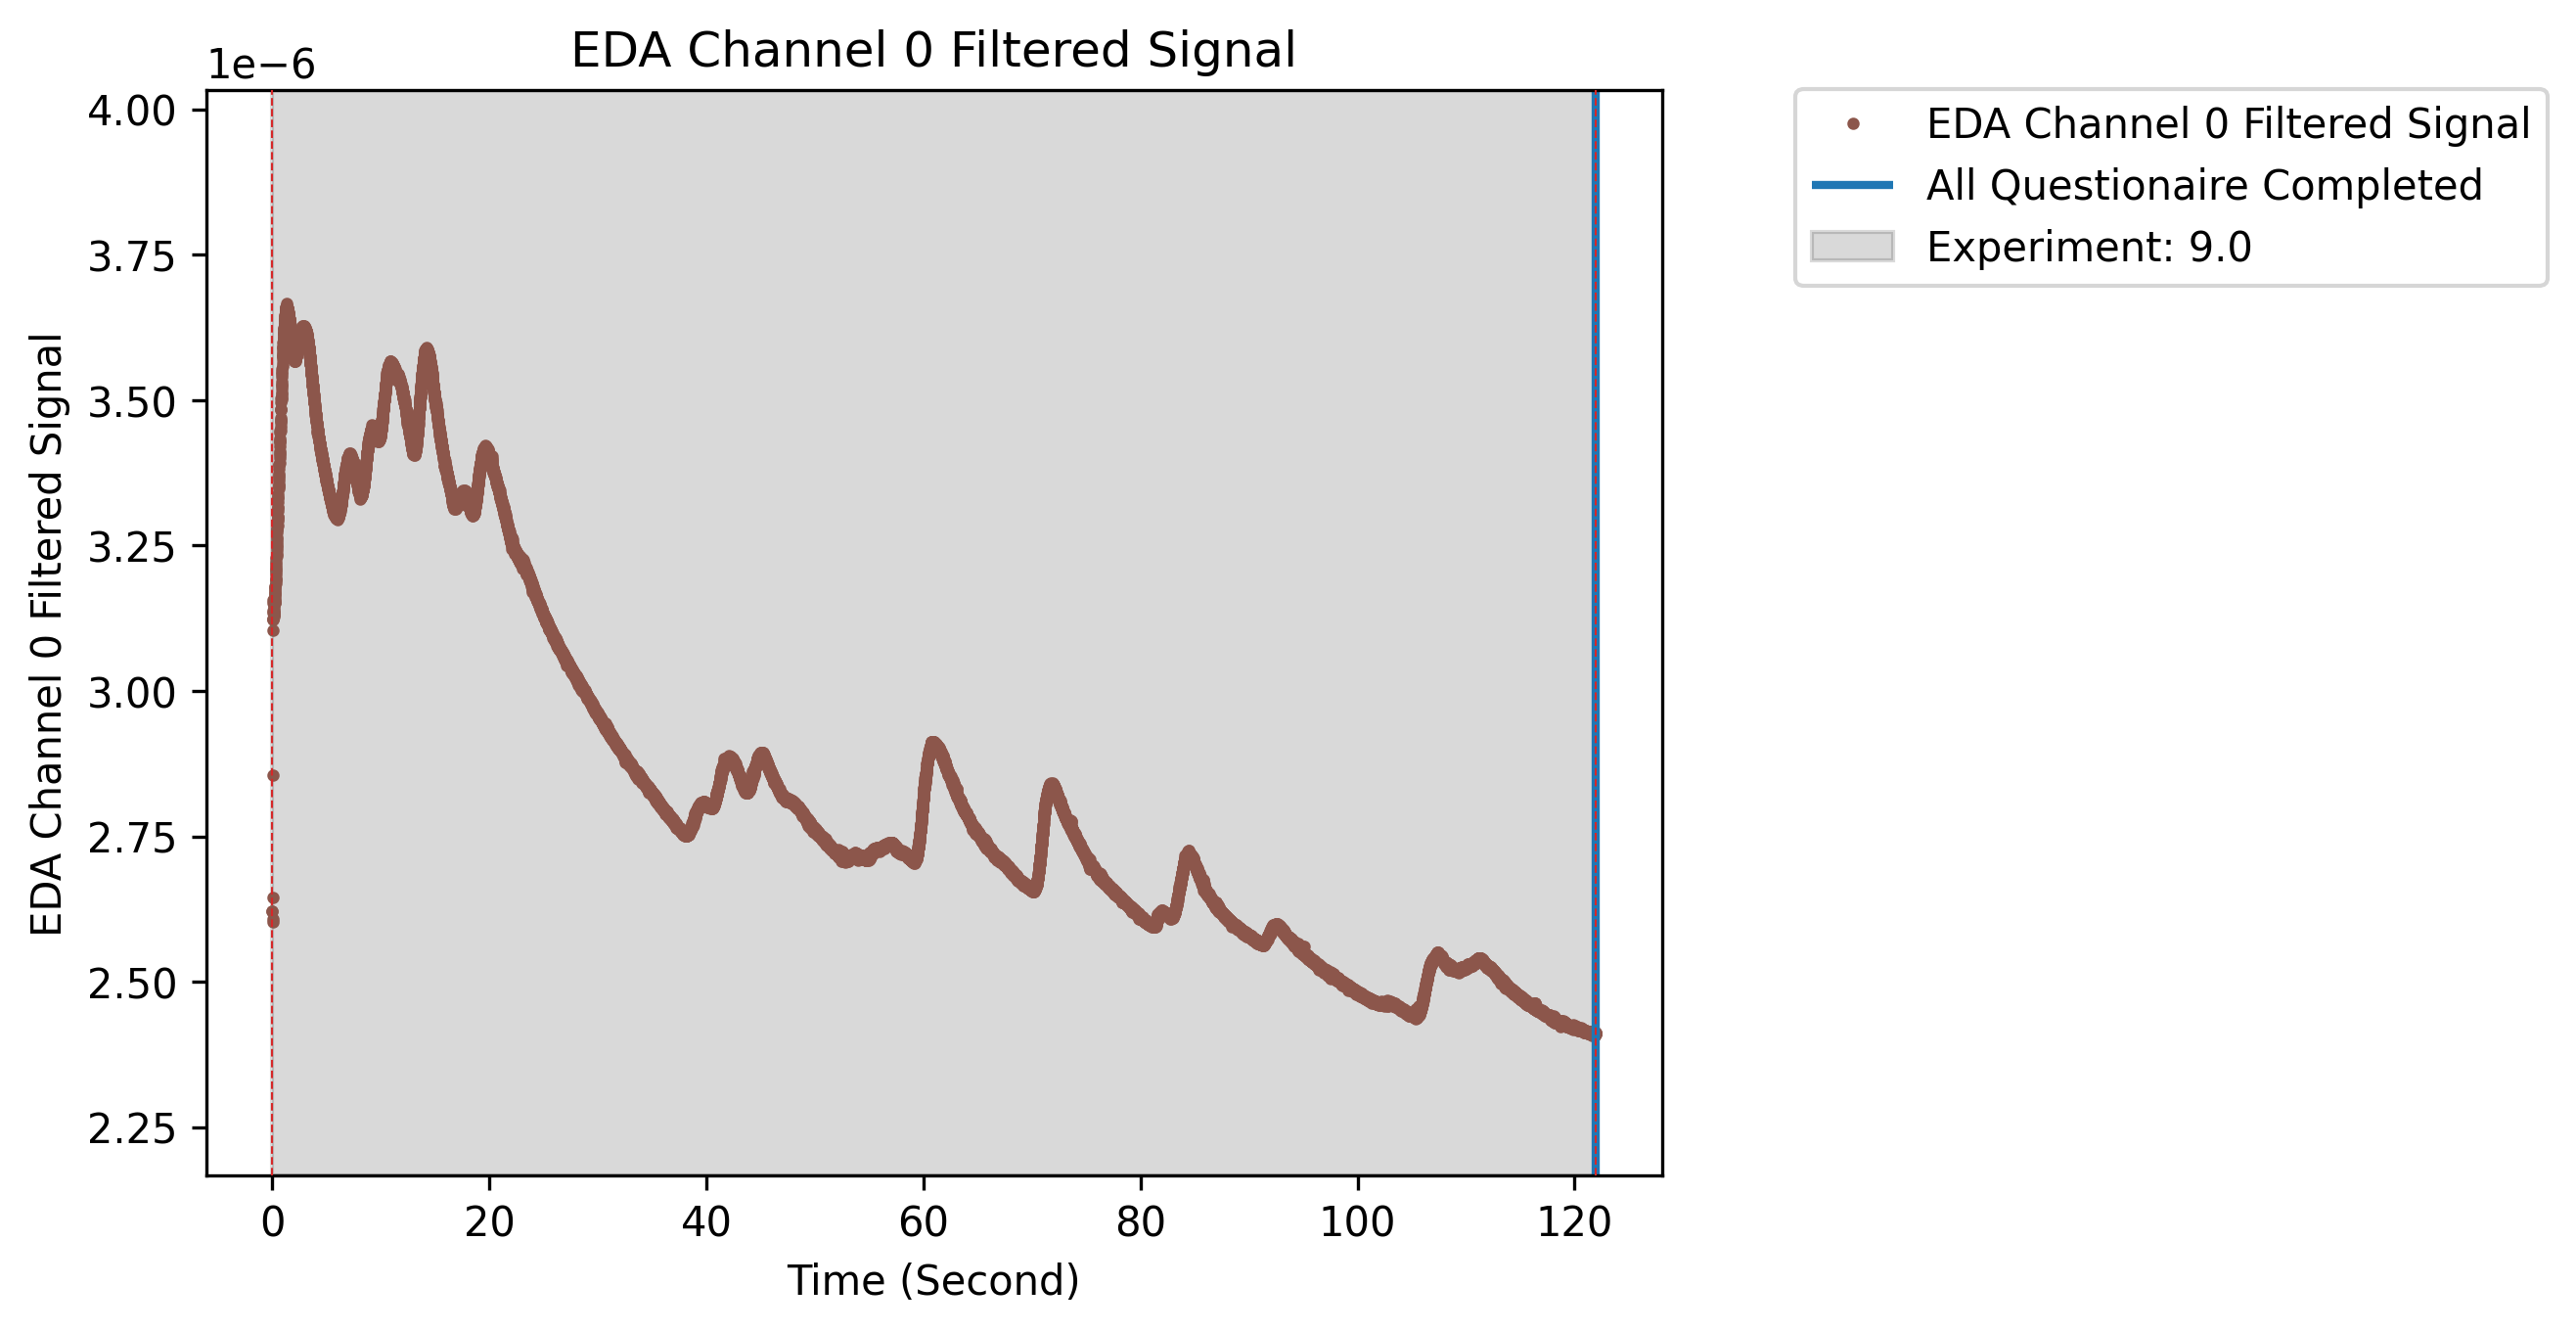 EDA Channel 0 Filtered Signal
1e−6
4.00
3.75
3.50
3.25
3.00
2.75
2.50
2.25
EDA Channel 0 Filtered Signal
0 20 40 60 80 100 120
Time (Second)
EDA Channel 0 Filtered Signal
All Questionaire Completed
Experiment: 9.0